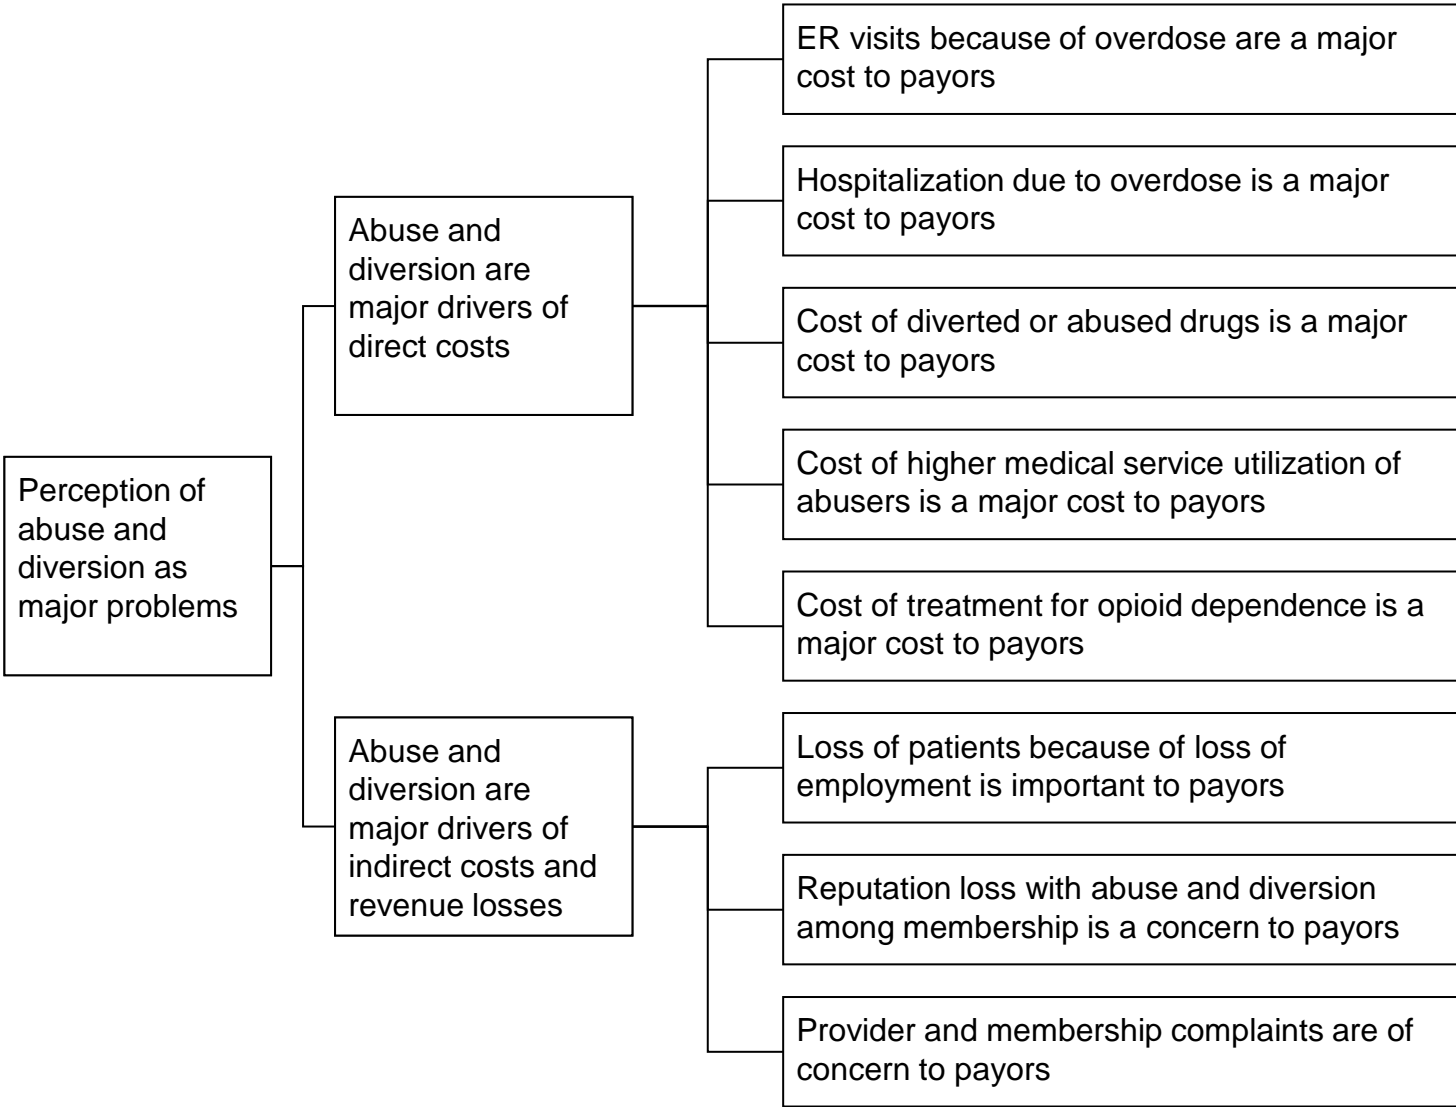 Perception of
abuse and
diversion as
major problems
Abuse and
diversion are
major drivers of
direct costs
ER visits because of overdose are a major
cost to payors
Hospitalization due to overdose is a major
cost to payors
Cost of diverted or abused drugs is a major
cost to payors
Cost of higher medical service utilization of
abusers is a major cost to payors
Cost of treatment for opioid dependence is a
major cost to payors
Abuse and
diversion are
major drivers of
indirect costs and
revenue losses
Loss of patients because of loss of
employment is important to payors
Reputation loss with abuse and diversion
among membership is a concern to payors
Provider and membership complaints are of
concern to payors